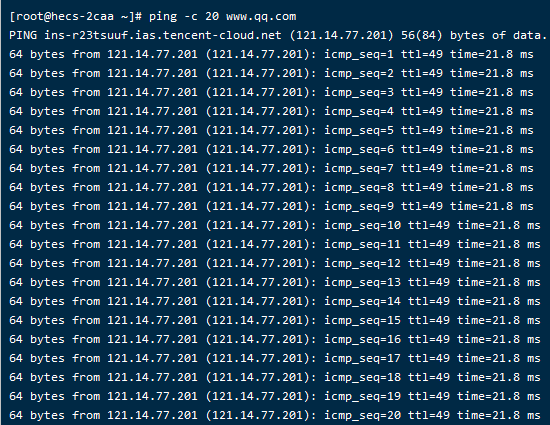 [root@hecs-2caa ~]# ping -c 20 www.qq.com
PING ins-r23tsuuf.ias.tencent-cloud.net (121.14.77.201) 56(84) bytes of data.
64 bytes from 121.14.77.201 (121.14.77.201): icmp_seq=1 ttl=49 time=21.8 ms
64 bytes from 121.14.77.201 (121.14.77.201): icmp_seq=2 ttl=49 time=21.8 ms
64 bytes from 121.14.77.201 (121.14.77.201): icmp_seq=3 ttl=49 time=21.8 ms
64 bytes from 121.14.77.201 (121.14.77.201): icmp_seq=4 ttl=49 time=21.8 ms
64 bytes from 121.14.77.201 (121.14.77.201): icmp_seq=5 ttl=49 time=21.8 ms
64 bytes from 121.14.77.201 (121.14.77.201): icmp_seq=6 ttl=49 time=21.8 ms
64 bytes from 121.14.77.201 (121.14.77.201): icmp_seq=7 ttl=49 time=21.8 ms
64 bytes from 121.14.77.201 (121.14.77.201): icmp_seq=8 ttl=49 time=21.8 ms
64 bytes from 121.14.77.201 (121.14.77.201): icmp_seq=9 ttl=49 time=21.8 ms
64 bytes from 121.14.77.201 (121.14.77.201): icmp_seq=10 ttl=49 time=21.8 ms
64 bytes from 121.14.77.201 (121.14.77.201): icmp_seq=11 ttl=49 time=21.8 ms
64 bytes from 121.14.77.201 (121.14.77.201): icmp_seq=12 ttl=49 time=21.8 ms
64 bytes from 121.14.77.201 (121.14.77.201): icmp_seq=13 ttl=49 time=21.8 ms
64 bytes from 121.14.77.201 (121.14.77.201): icmp_seq=14 ttl=49 time=21.8 ms
64 bytes from 121.14.77.201 (121.14.77.201): icmp_seq=15 ttl=49 time=21.8 ms
64 bytes from 121.14.77.201 (121.14.77.201): icmp_seq=16 ttl=49 time=21.8 ms
64 bytes from 121.14.77.201 (121.14.77.201): icmp_seq=17 ttl=49 time=21.8 ms
64 bytes from 121.14.77.201 (121.14.77.201): icmp_seq=18 ttl=49 time=21.8 ms
64 bytes from 121.14.77.201 (121.14.77.201): icmp_seq=19 ttl=49 time=21.8 ms
64 bytes from 121.14.77.201 (121.14.77.201): icmp_seq=20 ttl=49 time=21.8 ms